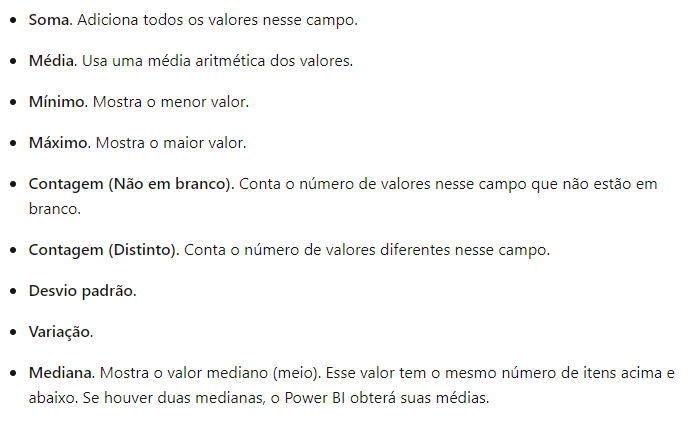 • Soma. Adiciona todos os valores nesse campo.
• Média. Usa uma média aritmética dos valores.
• Mínimo. Mostra o menor valor.
• Máximo. Mostra o maior valor.
• Contagem (Não em branco). Conta o número de valores nesse campo que não estão em
branco.
• Contagem (Distinto). Conta o número de valores diferentes nesse campo.
• Desvio padrão.
• Variação.
• Mediana. Mostra o valor mediano (meio). Esse valor tem o mesmo número de itens acima e
abaixo. Se houver duas medianas, o Power BI obterá suas médias.